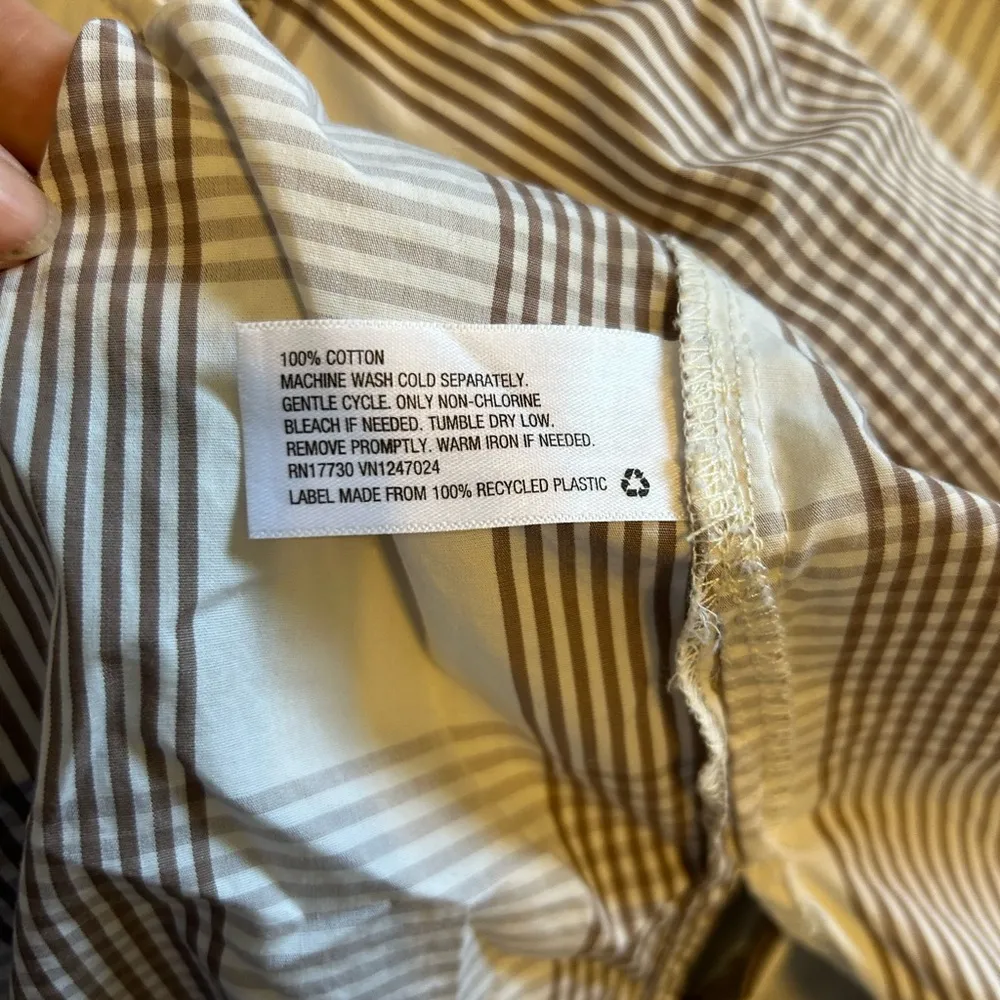 100% COTTON
MACHINE WASH COLD SEPARATELY.
GENTLE CYCLE. ONLY NON-CHLORINE
BLEACH IF NEEDED. TUMBLE DRY LOW.
REMOVE PROMPTLY. WARM IRON IF NEEDED.
RN17730 VN1247024
LABEL MADE FROM 100% RECYCLED PLASTIC